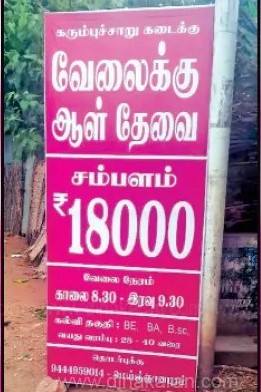 கரும்புச்சாறு கடைக்கு
வேலைக்கு
ஆள் தேவை
சம்பளம்
₹18000
வேலை நேரம்
காலை 8.30 - இரவு 9.30
கல்வி தகுதி : BE, BA, B.sc,
வயது வரம்பு : 25 - 40 வரை
தொடர்புக்கு
9444959014 -